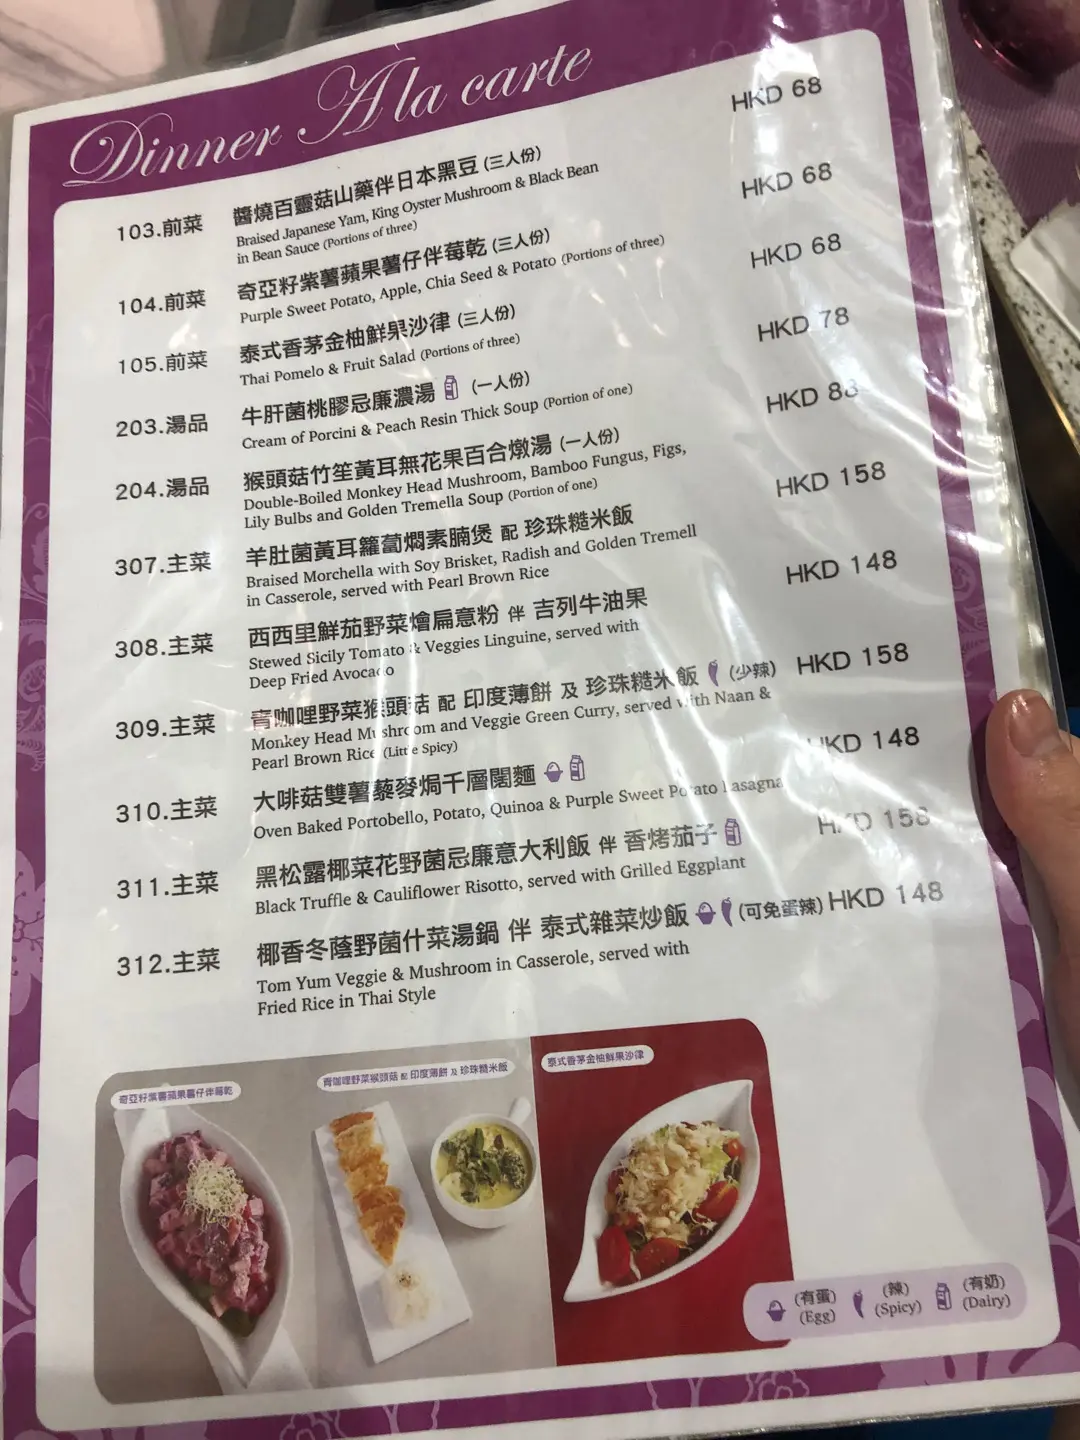 Dinner A la carte
103.前菜 醬燒百靈菇山藥伴日本黑豆 (三人份) HKD 68
Braised Japanese Yam, King Oyster Mushroom & Black Bean
in Bean Sauce (Portions of three)
104.前菜 奇亞籽紫薯蘋果薯仔伴莓乾 (三人份) HKD 68
Purple Sweet Potato, Apple, Chia Seed & Potato (Portions of three)
105.前菜 泰式香茅金柚鮮果沙律 (三人份) HKD 68
Thai Pomelo & Fruit Salad (Portions of three)
203.湯品 牛肝菌桃膠忌廉濃湯 (一人份) HKD 78
Cream of Porcini & Peach Resin Thick Soup (Portion of one)
204.湯品 猴頭菇竹笙黃耳無花果百合燉湯 (一人份) HKD 88
Double-Boiled Monkey Head Mushroom, Bamboo Fungus, Figs,
Lily Bulbs and Golden Tremella Soup (Portion of one)
307.主菜 羊肚菌黃耳籮蔔燜素腩煲 配 珍珠糙米飯 HKD 158
Braised Morchella with Soy Brisket, Radish and Golden Tremell
in Casserole, served with Pearl Brown Rice
308.主菜 西西里鮮茄野菜燴扁意粉 伴 吉列牛油果 HKD 148
Stewed Sicily Tomato & Veggies Linguine, served with
Deep Fried Avocado
309.主菜 青咖哩野菜猴頭菇 配 印度薄餅 及 珍珠糙米飯 (少辣) HKD 158
Monkey Head Mushroom and Veggie Green Curry, served with Naan &
Pearl Brown Rice (Little Spicy)
310.主菜 大啡菇雙薯藜麥焗千層闊麵 HKD 148
Oven Baked Portobello, Potato, Quinoa & Purple Sweet Potato Lasagna
311.主菜 黑松露椰菜花野菌忌廉意大利飯 伴 香烤茄子 HKD 158
Black Truffle & Cauliflower Risotto, served with Grilled Eggplant
312.主菜 椰香冬蔭野菌什菜湯鍋 伴 泰式雜菜炒飯 (可免蛋辣) HKD 148
Tom Yum Veggie & Mushroom in Casserole, served with
Fried Rice in Thai Style
奇亞籽紫薯蘋果薯仔伴莓乾
青咖哩野菜猴頭菇 配 印度薄餅 及 珍珠糙米飯
泰式香茅金柚鮮果沙律
(有蛋) (辣) (有奶)
(Egg) (Spicy) (Dairy)